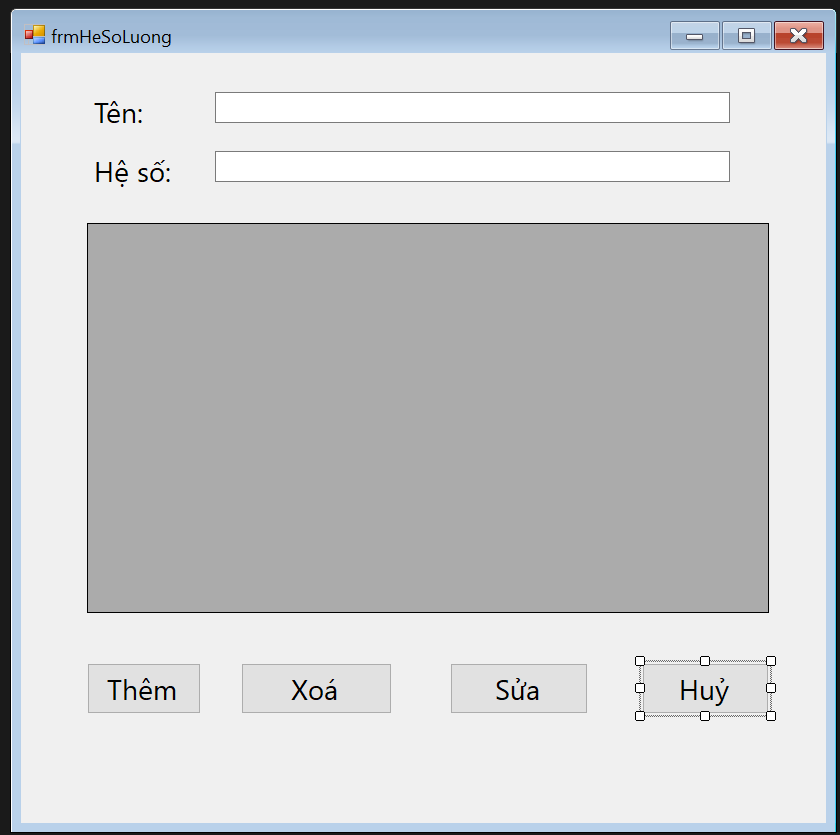 frmHeSoLuong
Tên:
Hệ số:
Thêm
Xoá
Sửa
Huỷ